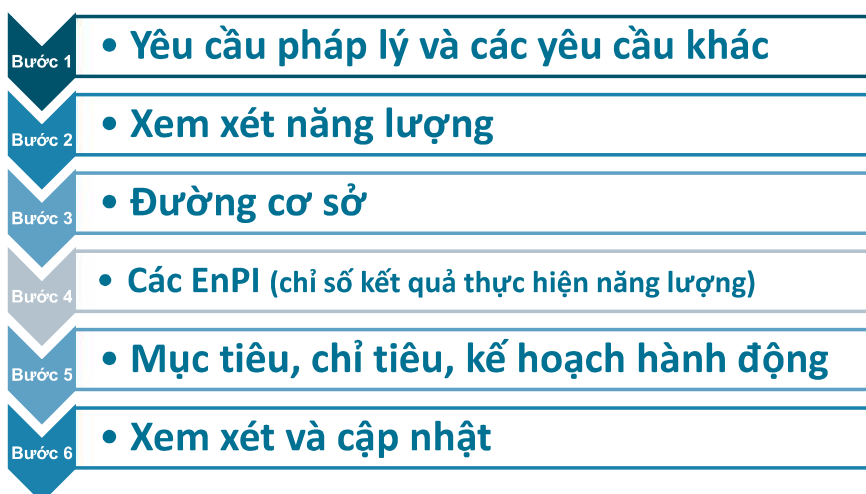 Bước 1
• Yêu cầu pháp lý và các yêu cầu khác
Bước 2
• Xem xét năng lượng
Bước 3
• Đường cơ sở
Bước 4
• Các EnPI (chỉ số kết quả thực hiện năng lượng)
Bước 5
• Mục tiêu, chỉ tiêu, kế hoạch hành động
Bước 6
• Xem xét và cập nhật